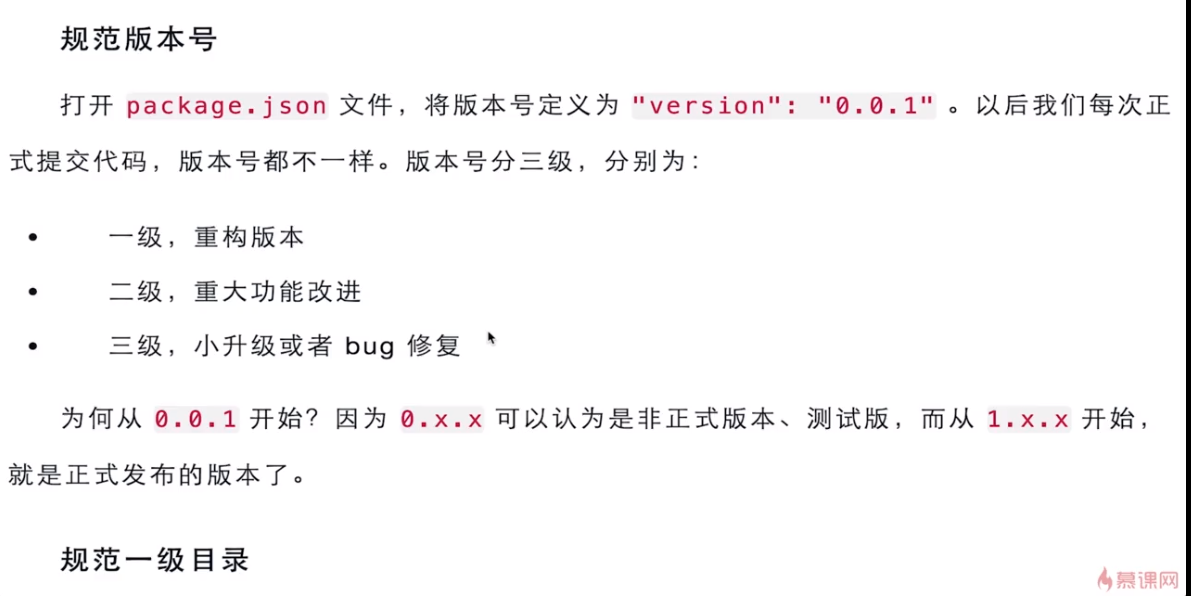 规范版本号
打开 package.json 文件，将版本号定义为 "version": "0.0.1" 。以后我们每次正
式提交代码，版本号都不一样。版本号分三级，分别为：
• 一级，重构版本
• 二级，重大功能改进
• 三级，小升级或者 bug 修复
为何从 0.0.1 开始？因为 0.x.x 可以认为是非正式版本、测试版，而从 1.x.x 开始，
就是正式发布的版本了。
规范一级目录
慕课网